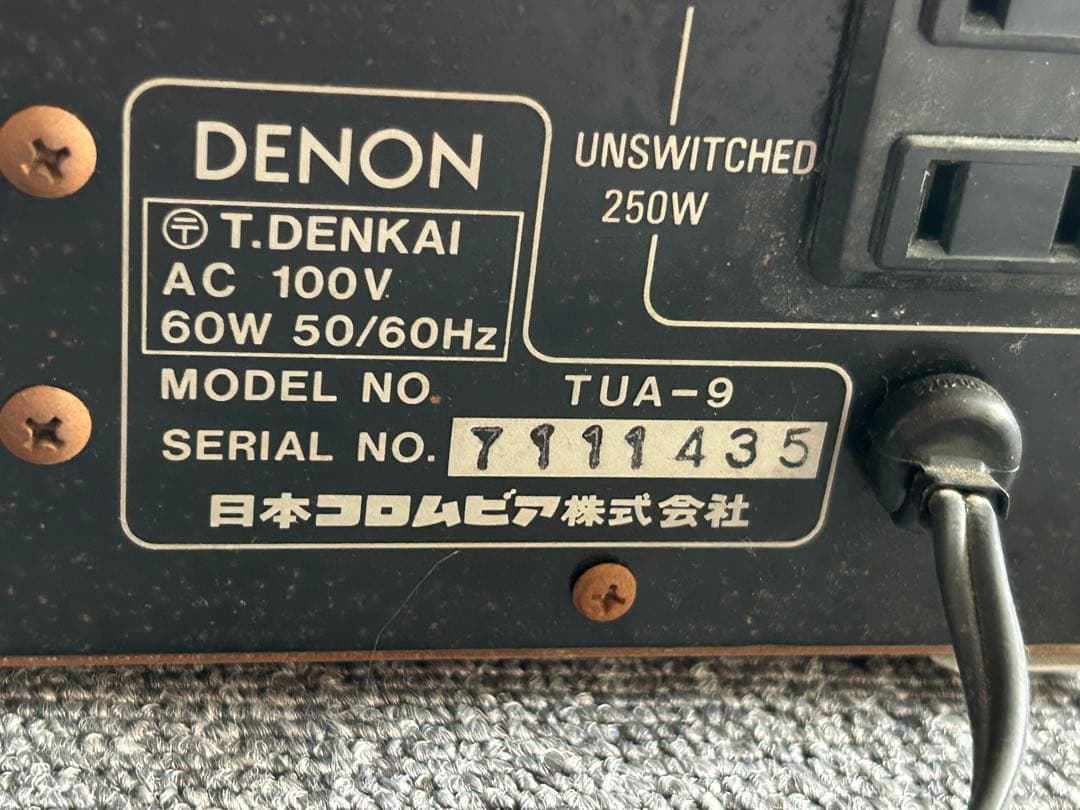 DENON
〶 T.DENKAI
AC 100V
60W 50/60Hz
MODEL NO. TUA-9
SERIAL NO. 7111435
日本コロムビア株式会社
UNSWITCHED
250W